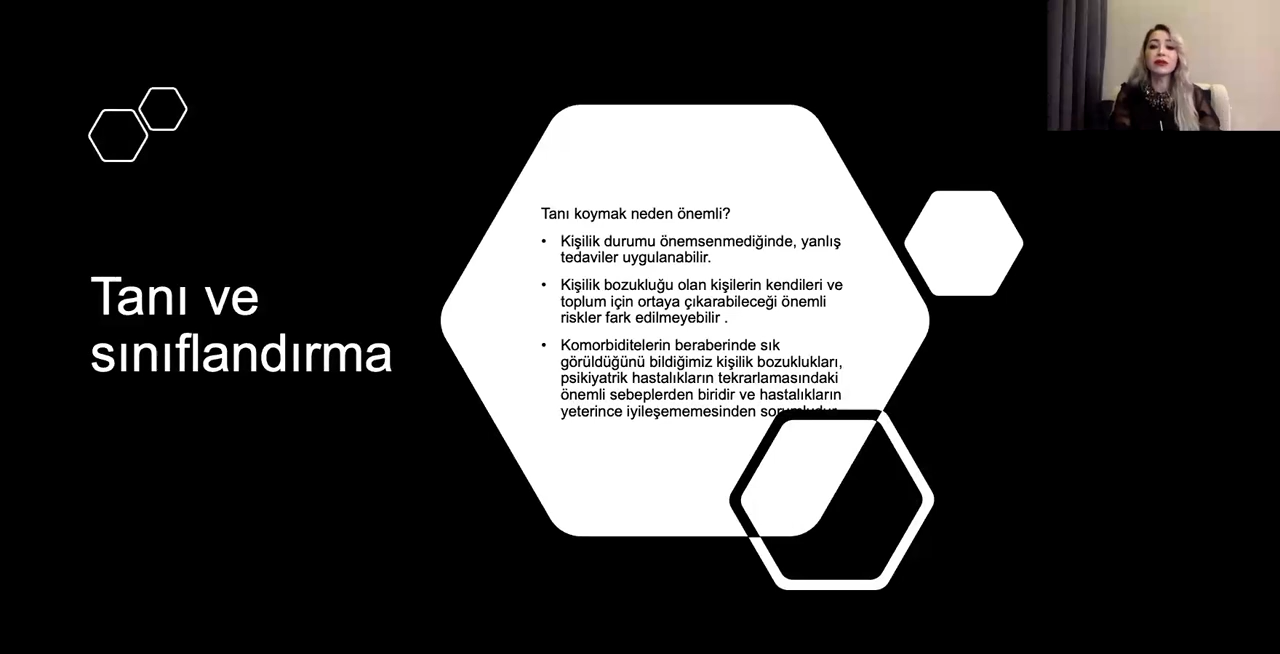 Tanı ve
sınıflandırma
Tanı koymak neden önemli?
• Kişilik durumu önemsenmediğinde, yanlış
tedaviler uygulanabilir.
• Kişilik bozukluğu olan kişilerin kendileri ve
toplum için ortaya çıkarabileceği önemli
riskler fark edilmeyebilir .
• Komorbiditelerin beraberinde sık
görüldüğünü bildiğimiz kişilik bozuklukları,
psikiyatrik hastalıkların tekrarlamasındaki
önemli sebeplerden biridir ve hastalıkların
yeterince iyileşememesinden sorumludur.